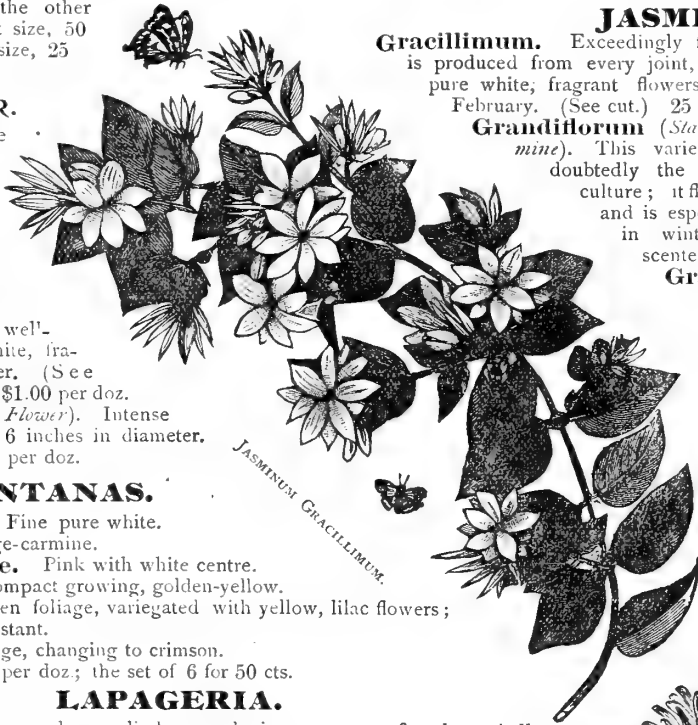 the other
size, 50
size, 25
R.
e
well-
hite, fra-
er. (See
$1.00 per doz.
Flower). Intense
6 inches in diameter.
per doz.
NTANAS.
Fine pure white.
ge-carmine.
e. Pink with white centre.
ompact growing, golden-yellow.
en foliage, variegated with yellow, lilac flowers;
stant.
ge, changing to crimson.
per doz.; the set of 6 for 50 cts.
LAPAGERIA.
Jasminum Gracillimum.
JASMI
Gracillimum. Exceedingly
is produced from every joint,
pure white; fragrant flowers
February. (See cut.) 25
Grandiflorum (Sta
mine). This varie
doubtedly the
culture; it fl
and is esp
in wint
scente
Gr